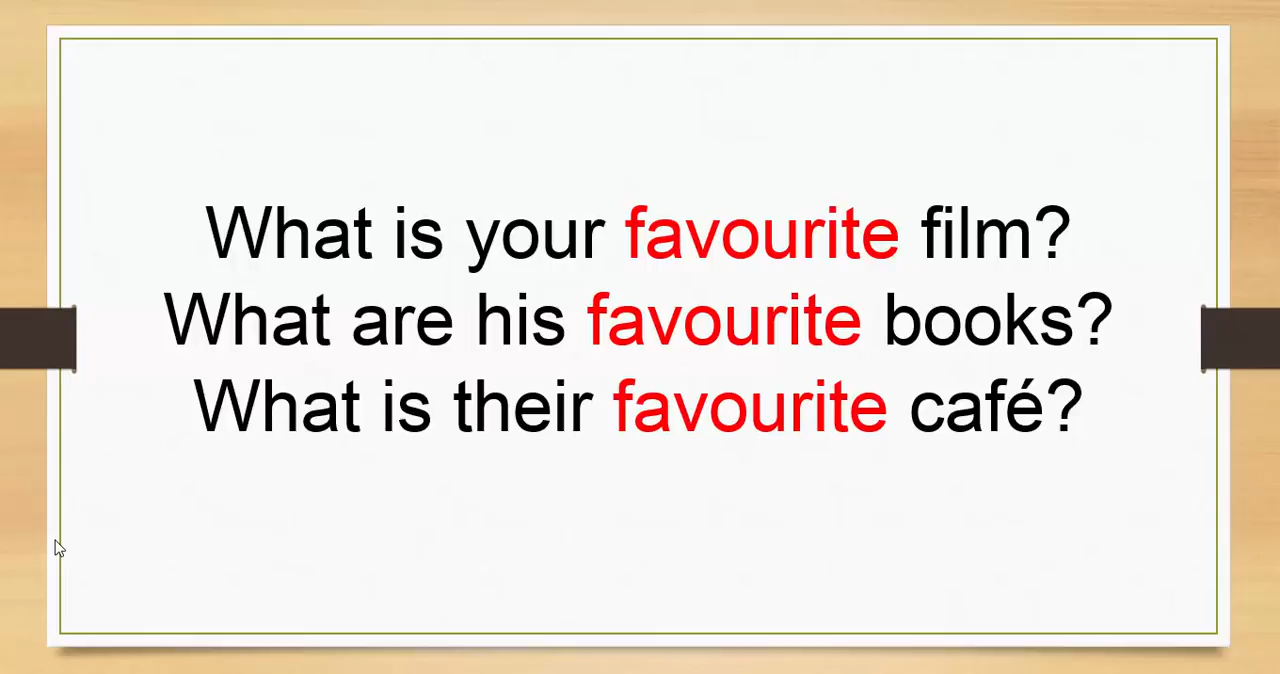 What is your favourite film?
What are his favourite books?
What is their favourite café?